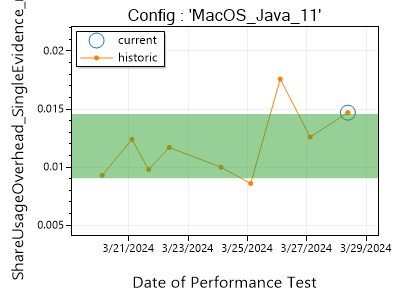 Config : 'MacOS_Java_11'
current
historic
ShareUsageOverhead_SingleEvidence_
0.02
0.015
0.01
0.005
3/21/2024
3/23/2024
3/25/2024
3/27/2024
3/29/2024
Date of Performance Test